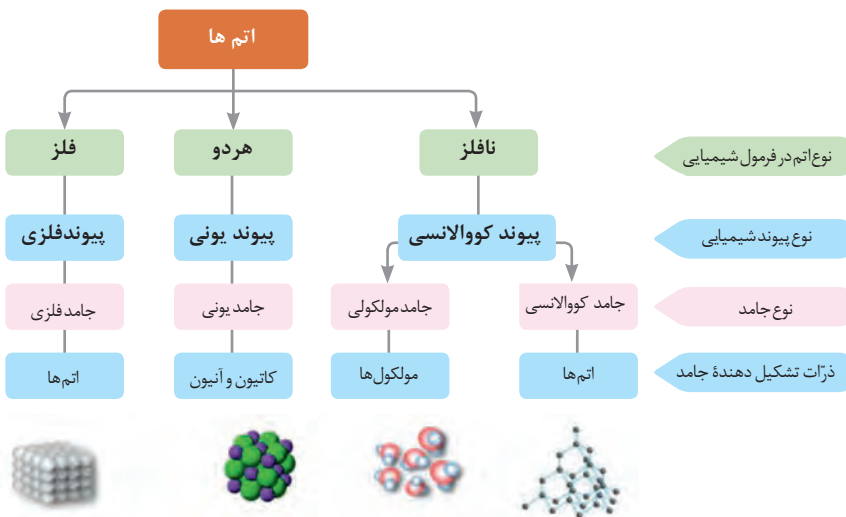 اتم ها
نوع اتم در فرمول شیمیایی
نافلز
هر دو
فلز
نوع پیوند شیمیایی
پیوند کووالانسی
پیوند یونی
پیوند فلزی
نوع جامد
جامد کووالانسی
جامد مولکولی
جامد یونی
جامد فلزی
ذرّات تشکیل دهندهٔ جامد
اتم‌ها
مولکول‌ها
کاتیون و آنیون
اتم‌ها